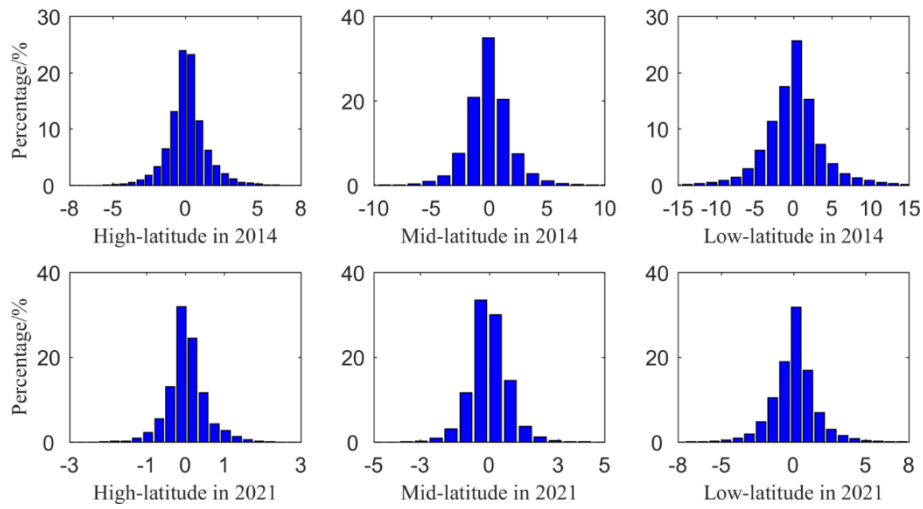 30 40 30
20 20
20
10 10
0 0 0
Percentage/%
-8 -5 0 5 8 -10 -5 0 5 10 -15 -10 -5 0 5 10 15
High-latitude in 2014 Mid-latitude in 2014 Low-latitude in 2014
40 40 40
20 20 20
0 0 0
Percentage/%
-3 -1 0 1 3 -5 -3 0 3 5 -8 -5 0 5 8
High-latitude in 2021 Mid-latitude in 2021 Low-latitude in 2021